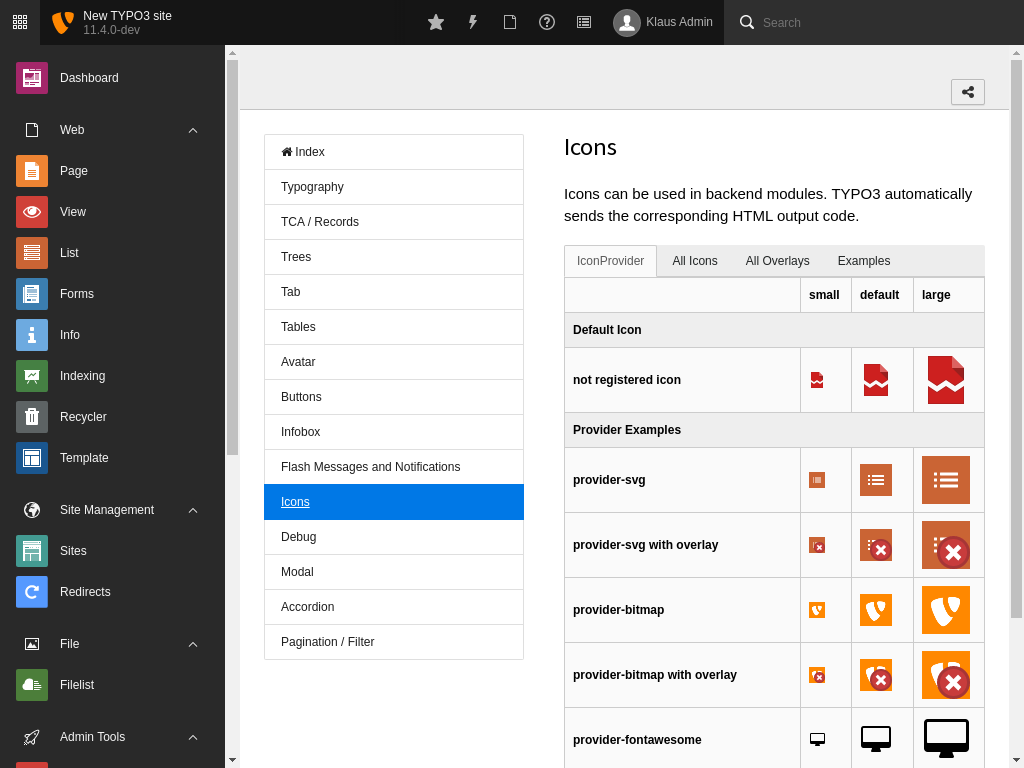 New TYPO3 site
11.4.0-dev
Klaus Admin
Search
Dashboard
Web
Page
View
List
Forms
Info
Indexing
Recycler
Template
Site Management
Sites
Redirects
File
Filelist
Admin Tools
Index
Typography
TCA / Records
Trees
Tab
Tables
Avatar
Buttons
Infobox
Flash Messages and Notifications
Icons
Debug
Modal
Accordion
Pagination / Filter
Icons
Icons can be used in backend modules. TYPO3 automatically
sends the corresponding HTML output code.
IconProvider All Icons All Overlays Examples
small default large
Default Icon
not registered icon
Provider Examples
provider-svg
provider-svg with overlay
provider-bitmap
provider-bitmap with overlay
provider-fontawesome